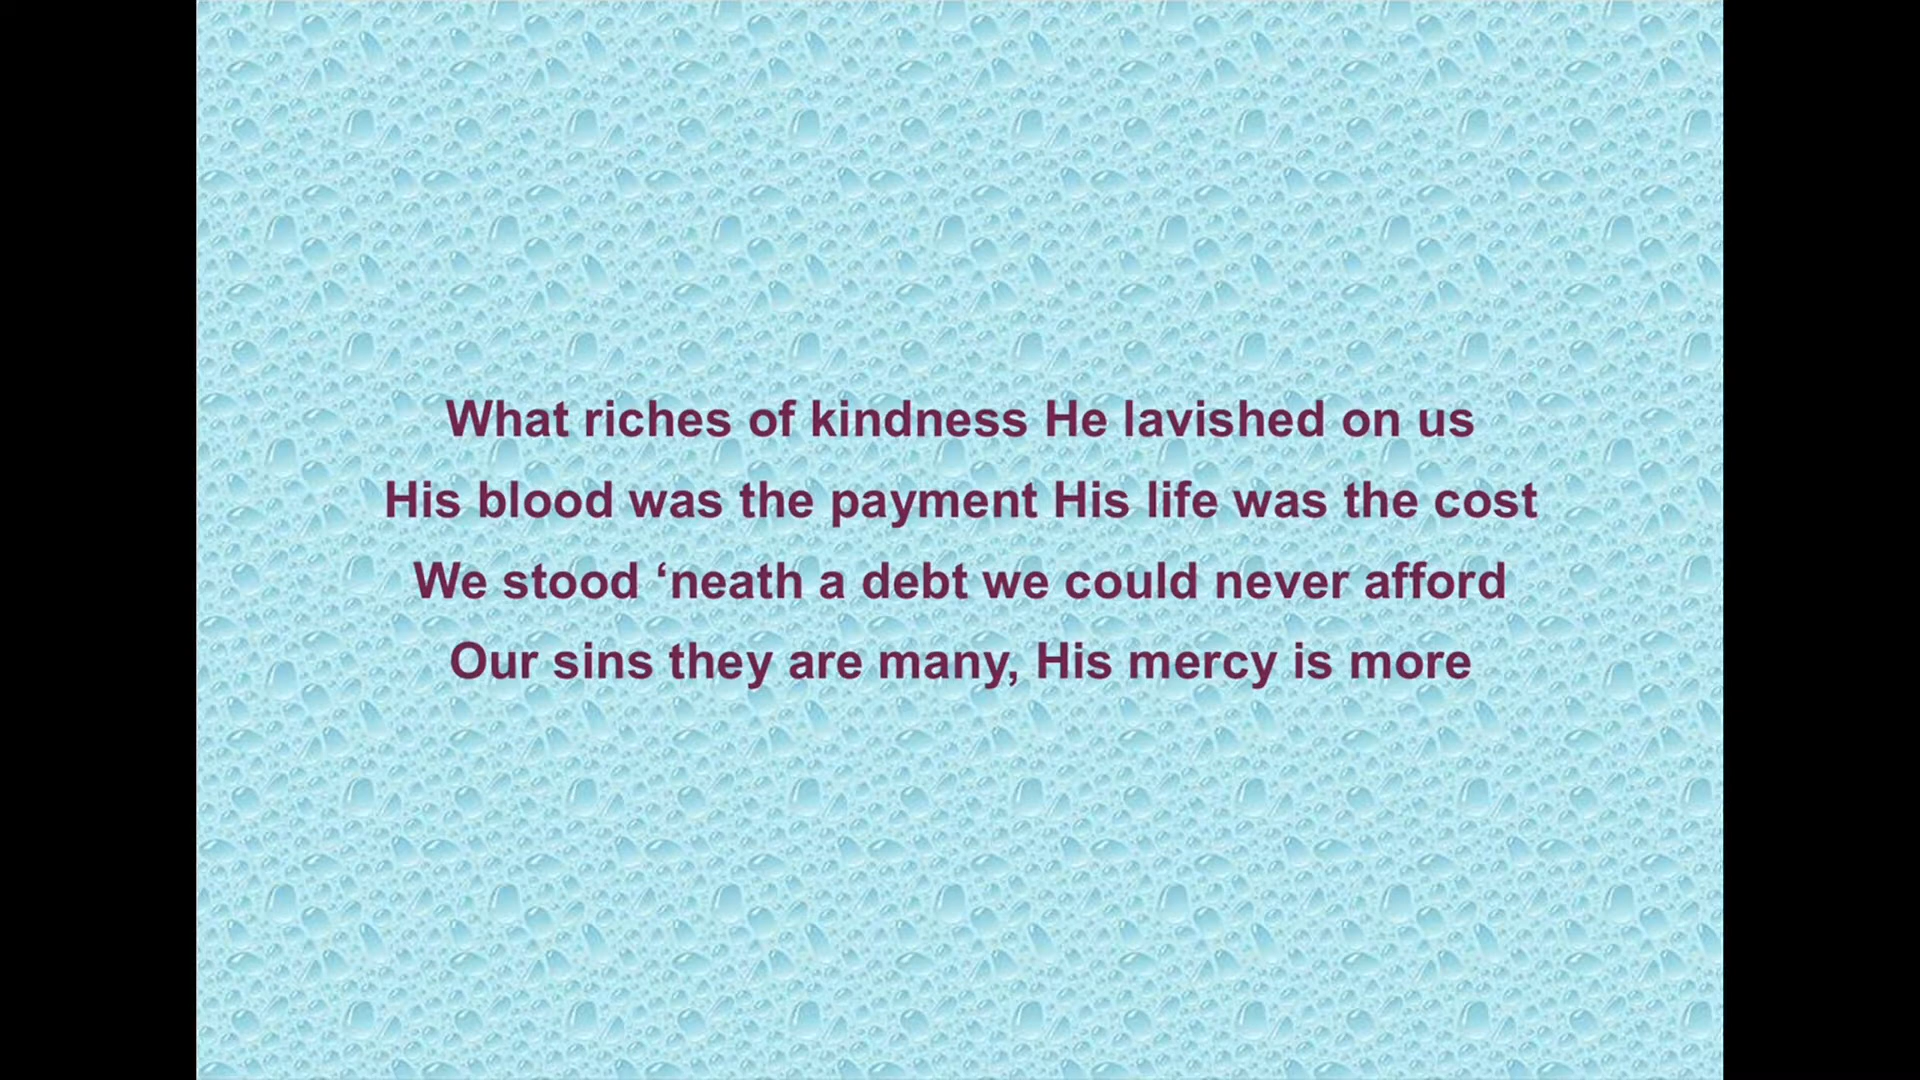 What riches of kindness He lavished on us
His blood was the payment His life was the cost
We stood ‘neath a debt we could never afford
Our sins they are many, His mercy is more